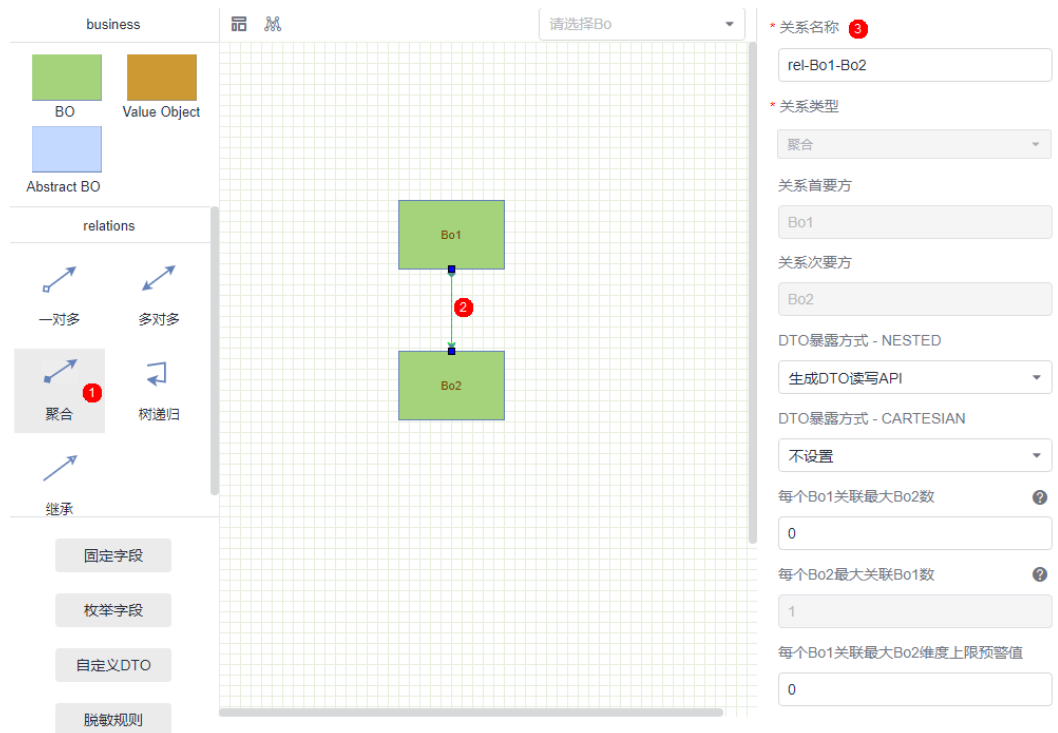 business
BO
Value Object
Abstract BO
relations
一对多
多对多
聚合
1
树递归
继承
固定字段
枚举字段
自定义DTO
脱敏规则
请选择Bo
Bo1
2
Bo2
* 关系名称 3
rel-Bo1-Bo2
* 关系类型
聚合
关系首要方
Bo1
关系次要方
Bo2
DTO暴露方式 - NESTED
生成DTO读写API
DTO暴露方式 - CARTESIAN
不设置
每个Bo1关联最大Bo2数 ?
0
每个Bo2最大关联Bo1数 ?
1
每个Bo1关联最大Bo2维度上限预警值
0